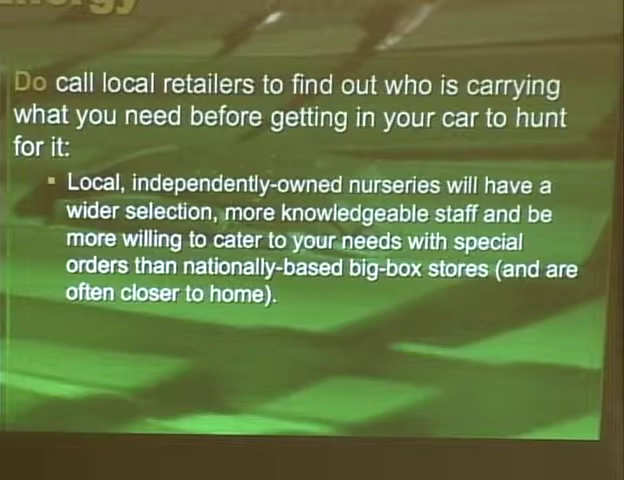 Do call local retailers to find out who is carrying
what you need before getting in your car to hunt
for it:
▪ Local, independently-owned nurseries will have a
wider selection, more knowledgeable staff and be
more willing to cater to your needs with special
orders than nationally-based big-box stores (and are
often closer to home).